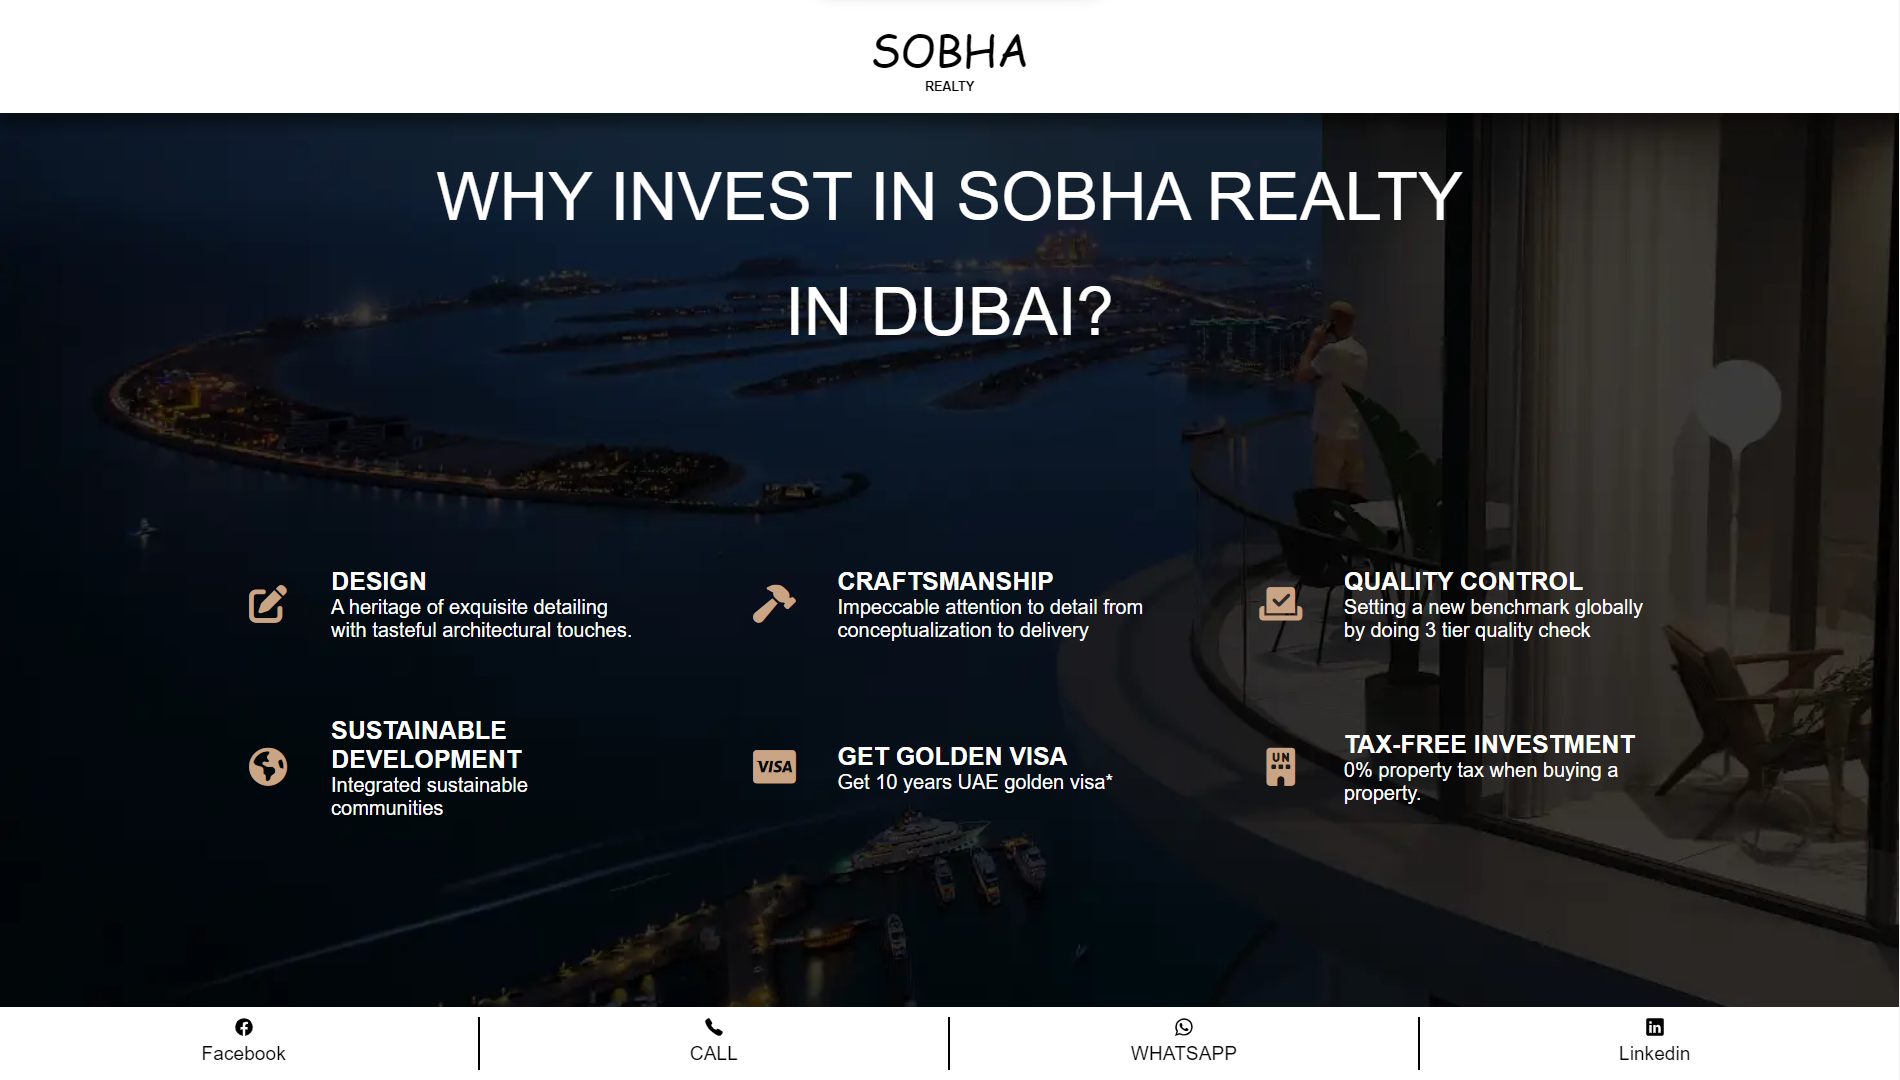 SOBHA
REALTY
WHY INVEST IN SOBHA REALTY
IN DUBAI?
DESIGN
A heritage of exquisite detailing
with tasteful architectural touches.
CRAFTSMANSHIP
Impeccable attention to detail from
conceptualization to delivery
QUALITY CONTROL
Setting a new benchmark globally
by doing 3 tier quality check
SUSTAINABLE
DEVELOPMENT
Integrated sustainable
communities
VISA
GET GOLDEN VISA
Get 10 years UAE golden visa*
UN
TAX-FREE INVESTMENT
0% property tax when buying a
property.
Facebook
CALL
WHATSAPP
Linkedin